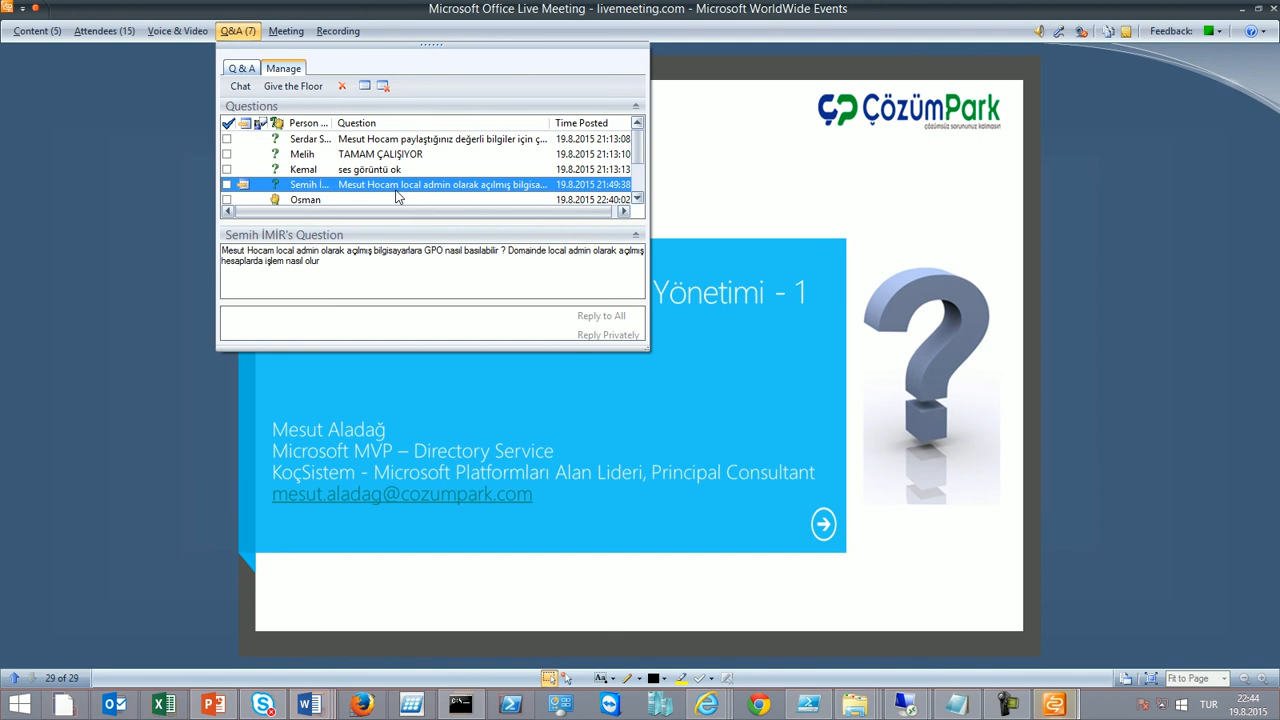 Microsoft Office Live Meeting - livemeeting.com - Microsoft WorldWide Events
Content (5) Attendees (15) Voice & Video Q&A (7) Meeting Recording Feedback:
Q & A Manage
Chat Give the Floor
Questions
Person ... Question Time Posted
Serdar S... Mesut Hocam paylaştığınız değerli bilgiler için ç... 19.8.2015 21:13:08
Melih TAMAM ÇALIŞIYOR 19.8.2015 21:13:10
Kemal ses görüntü ok 19.8.2015 21:13:13
Semih İ... Mesut Hocam local admin olarak açılmış bilgisa... 19.8.2015 21:49:38
Osman 19.8.2015 22:40:02
Semih İMİR's Question
Mesut Hocam local admin olarak açılmış bilgisayarlara GPO nasıl basılabilir ? Domainde local admin olarak açılmış
hesaplarda işlem nasıl olur
Reply to All
Reply Privately
ÇözümPark
çözümsüz sorununuz kalmasın
Yönetimi - 1
Mesut Aladağ
Microsoft MVP – Directory Service
KoçSistem - Microsoft Platformları Alan Lideri, Principal Consultant
mesut.aladag@cozumpark.com
29 of 29 Fit to Page
TUR 22:44
19.8.2015